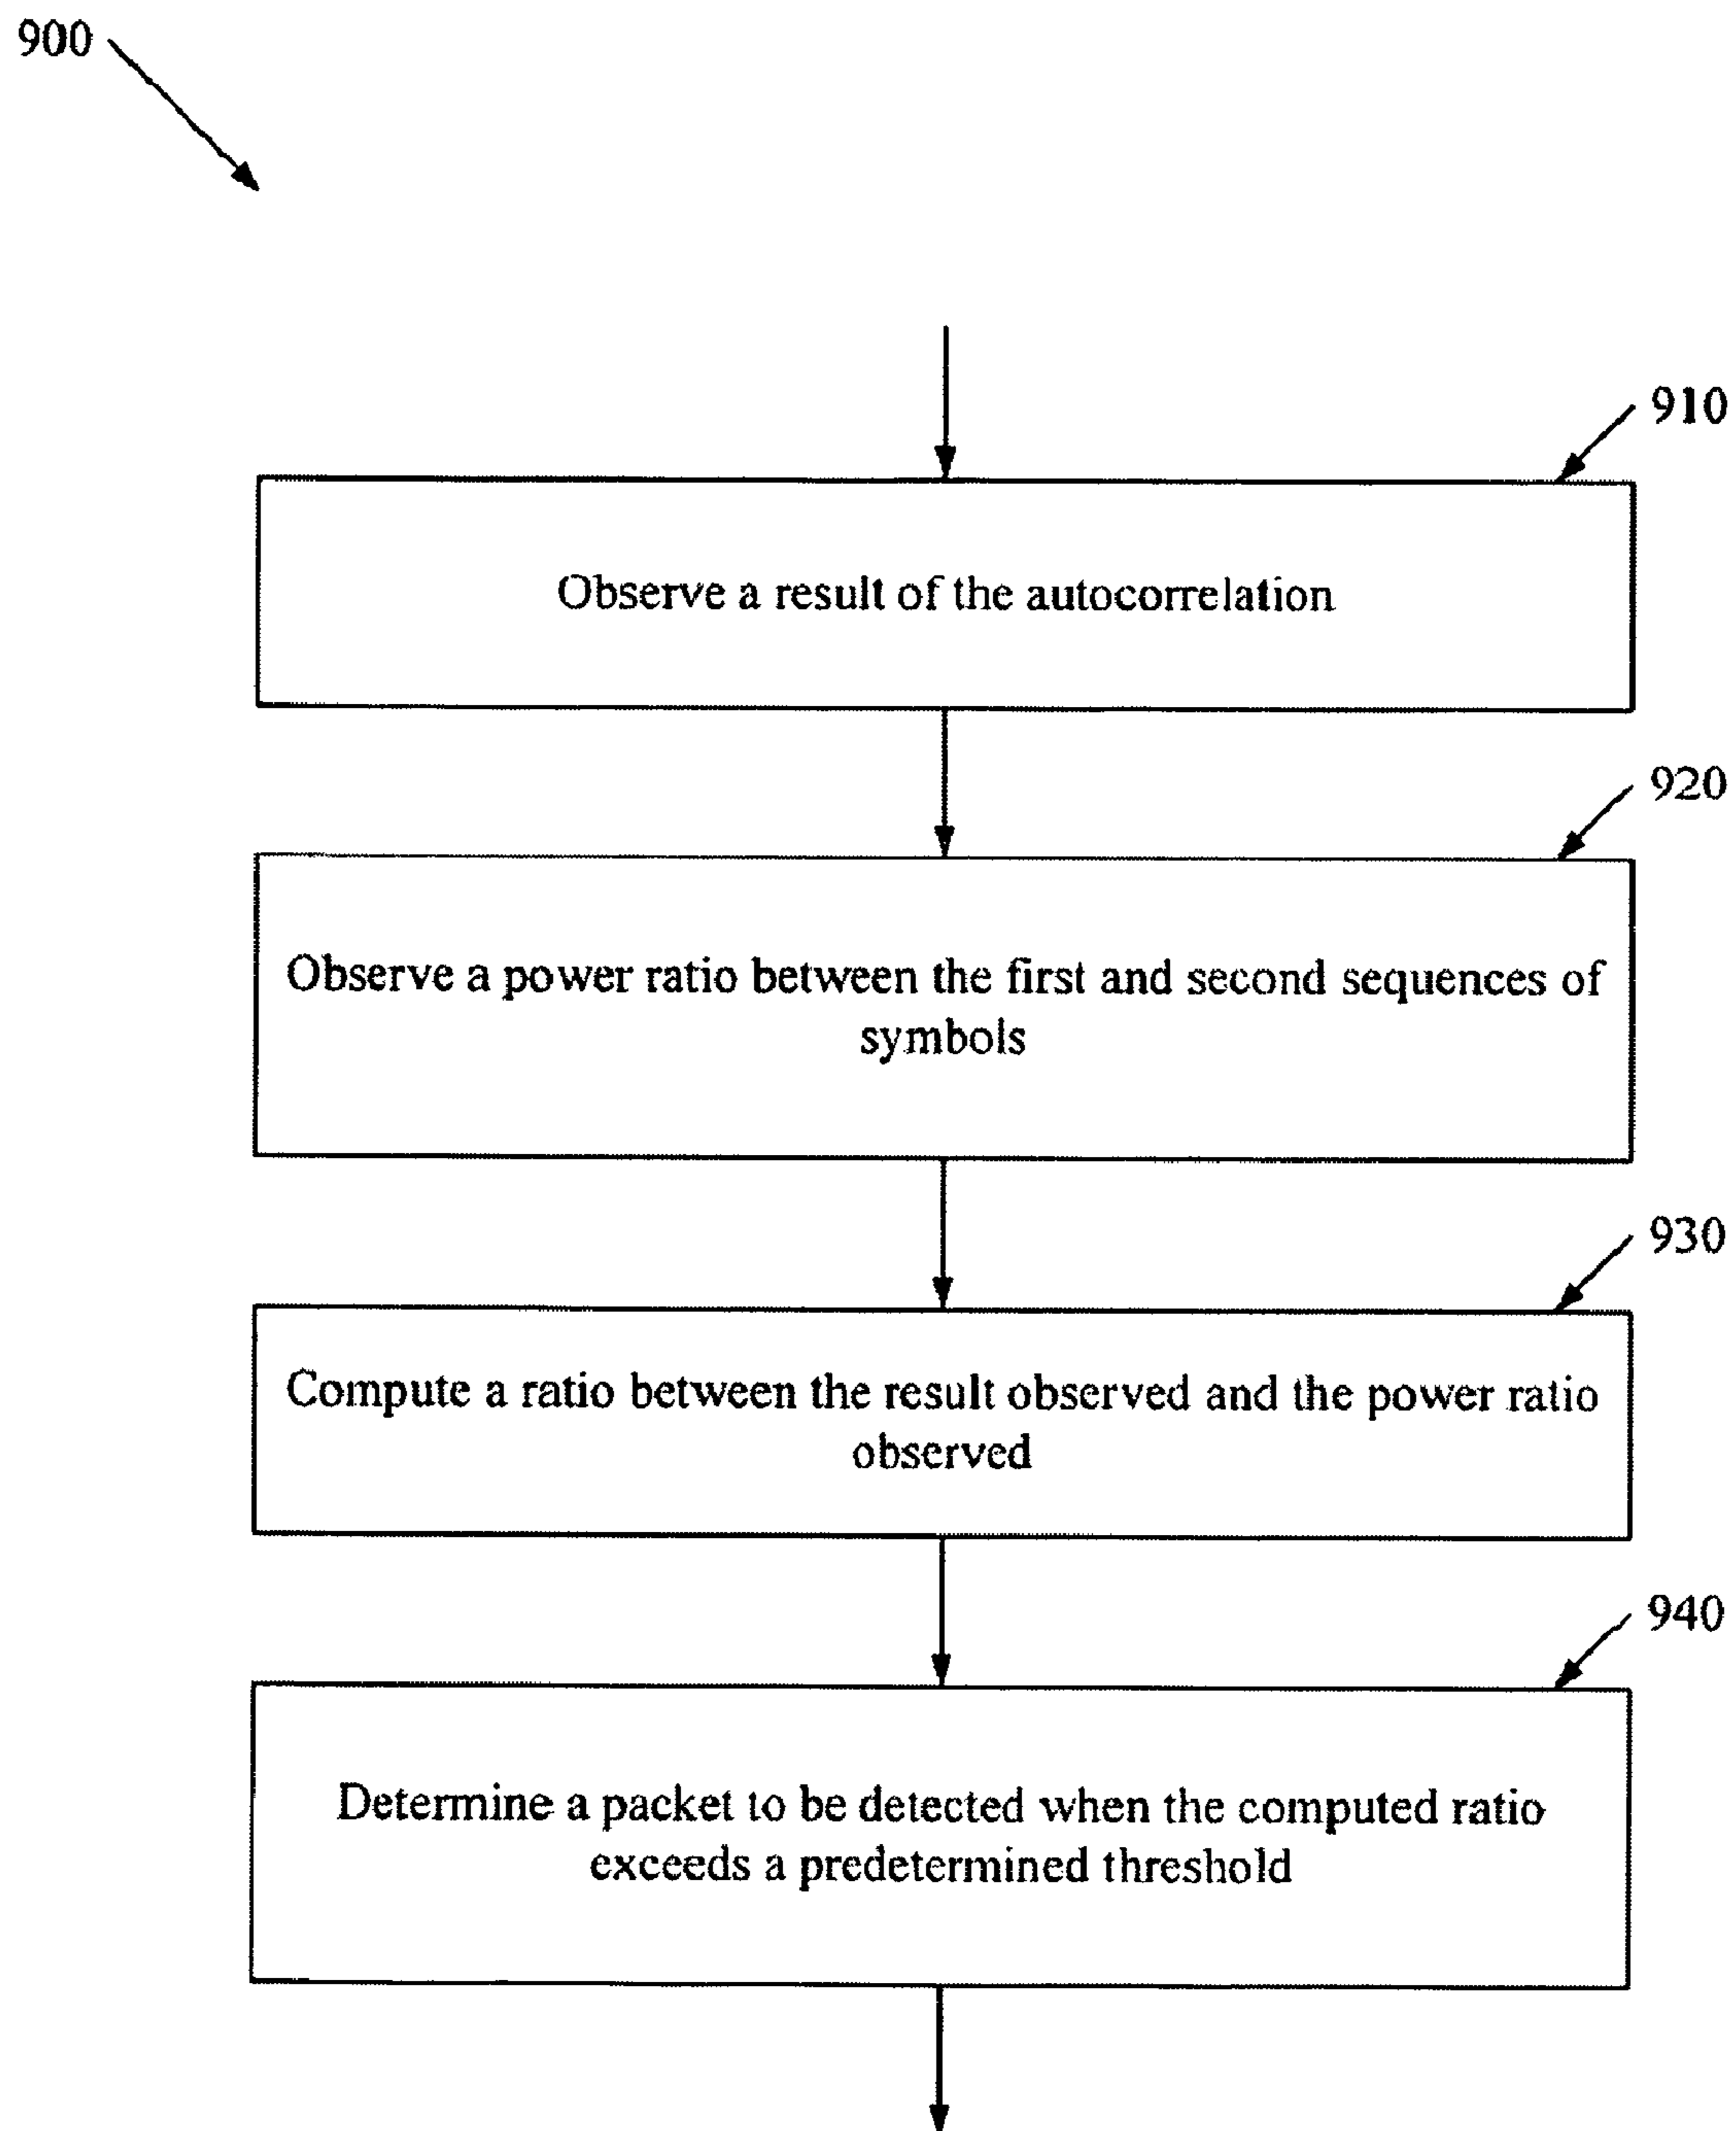 900
910
Observe a result of the autocorrelation
920
Observe a power ratio between the first and second sequences of
symbols
930
Compute a ratio between the result observed and the power ratio
observed
940
Determine a packet to be detected when the computed ratio
exceeds a predetermined threshold